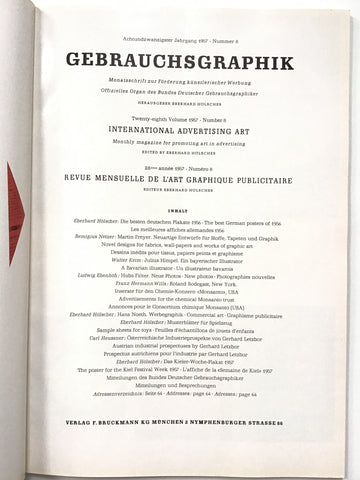 Achtundzwanzigster Jahrgang 1957 · Nummer 8
GEBRAUCHSGRAPHIK
Monatsschrift zur Förderung künstlerischer Werbung
Offizielles Organ des Bundes Deutscher Gebrauchsgraphiker
HERAUSGEBER EBERHARD HÖLSCHER
Twenty-eighth Volume 1957 · Number 8
INTERNATIONAL ADVERTISING ART
Monthly magazine for promoting art in advertising
EDITED BY EBERHARD HÖLSCHER
28ème année 1957 · Numéro 8
REVUE MENSUELLE DE L'ART GRAPHIQUE PUBLICITAIRE
EDITEUR EBERHARD HÖLSCHER
INHALT
Eberhard Hölscher: Die besten deutschen Plakate 1956 · The best German posters of 1956
Les meilleures affiches allemandes 1956
Remigius Netzer: Martin Freyer. Neuartige Entwürfe für Stoffe, Tapeten und Graphik
Novel designs for fabrics, wall-papers and works of graphic art
Dessins inédits pour tissus, papiers peints et graphisme
Walter Kern: Julius Himpel. Ein bayerischer Illustrator
A Bavarian illustrator · Un illustrateur bavarois
Ludwig Ebenhöh: Hubs Flöter. Neue Photos · New photos · Photographies nouvelles
Franz Hermann Wills: Roland Rodegast, New York.
Inserate für den Chemie-Konzern «Monsanto», USA
Advertisements for the chemical Monsanto trust
Annonces pour le Consortium chimique Monsanto (USA)
Eberhard Hölscher: Hans North. Werbegraphik · Commercial art · Graphisme publicitaire
Eberhard Hölscher: Musterblätter für Spielzeug
Sample sheets for toys · Feuilles d'échantillons de jouets d'enfants
Carl Heussner: Österreichische Industrieprospekte von Gerhard Letzbor
Austrian industrial prospectuses by Gerhard Letzbor
Prospectus autrichiens pour l'industrie par Gerhard Letzbor
Eberhard Hölscher: Das Kieler-Woche-Plakat 1957
The poster for the Kiel Festival Week 1957 · L'affiche de la «Semaine de Kiel» 1957
Mitteilungen des Bundes Deutscher Gebrauchsgraphiker
Mitteilungen und Besprechungen
Adressenverzeichnis: Seite 64 · Addresses: page 64 · Adresses: page 64
VERLAG F. BRUCKMANN KG MÜNCHEN 2 NYMPHENBURGER STRASSE 86